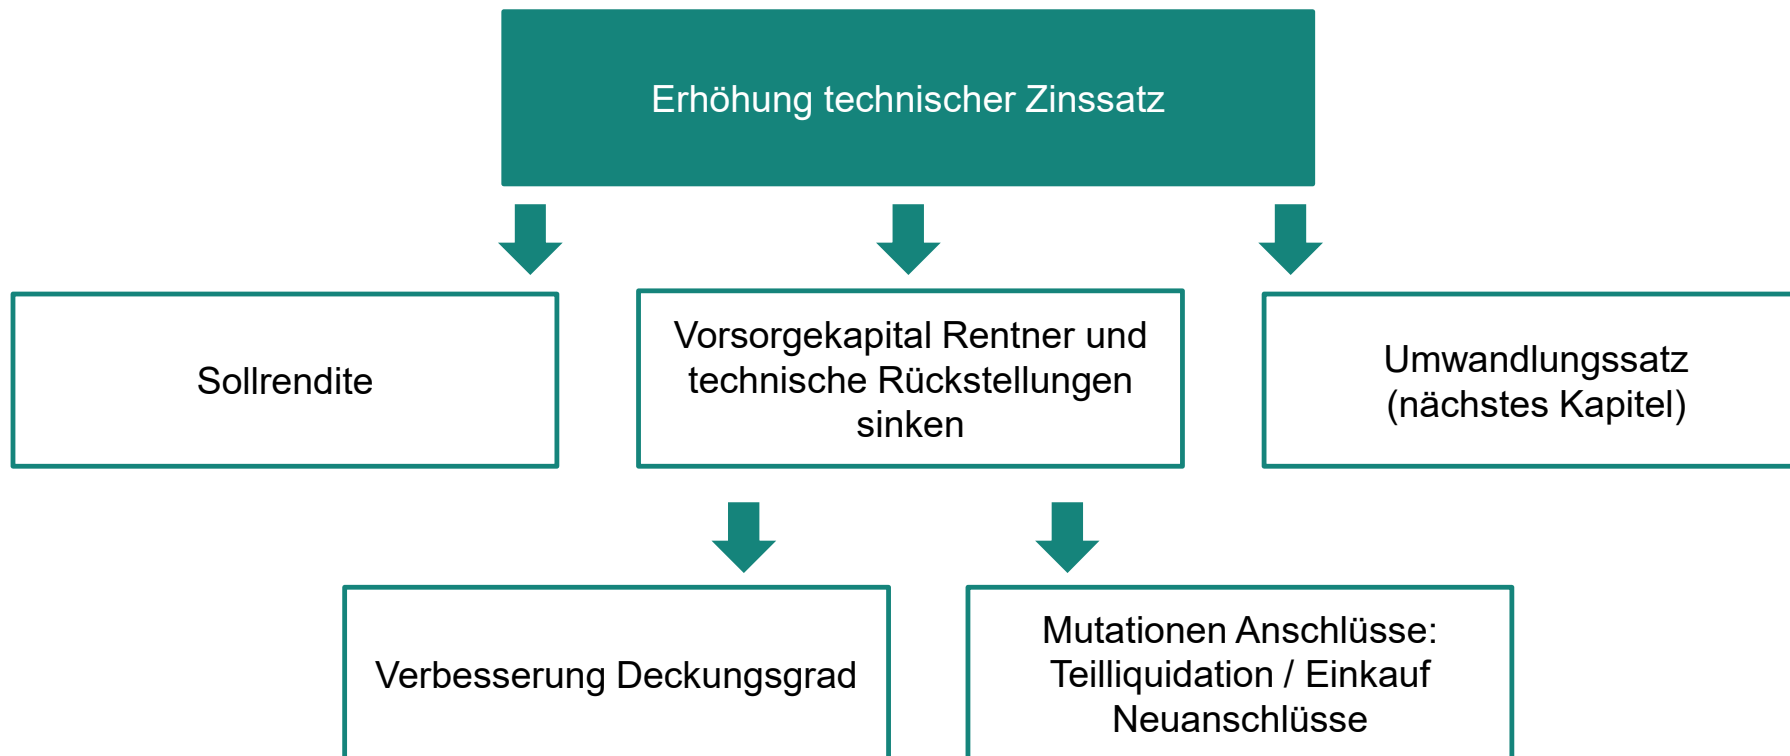 Erhöhung technischer Zinssatz
Sollrendite
Vorsorgekapital Rentner und
technische Rückstellungen
sinken
Umwandlungssatz
(nächstes Kapitel)
Verbesserung Deckungsgrad
Mutationen Anschlüsse:
Teilliquidation / Einkauf
Neuanschlüsse